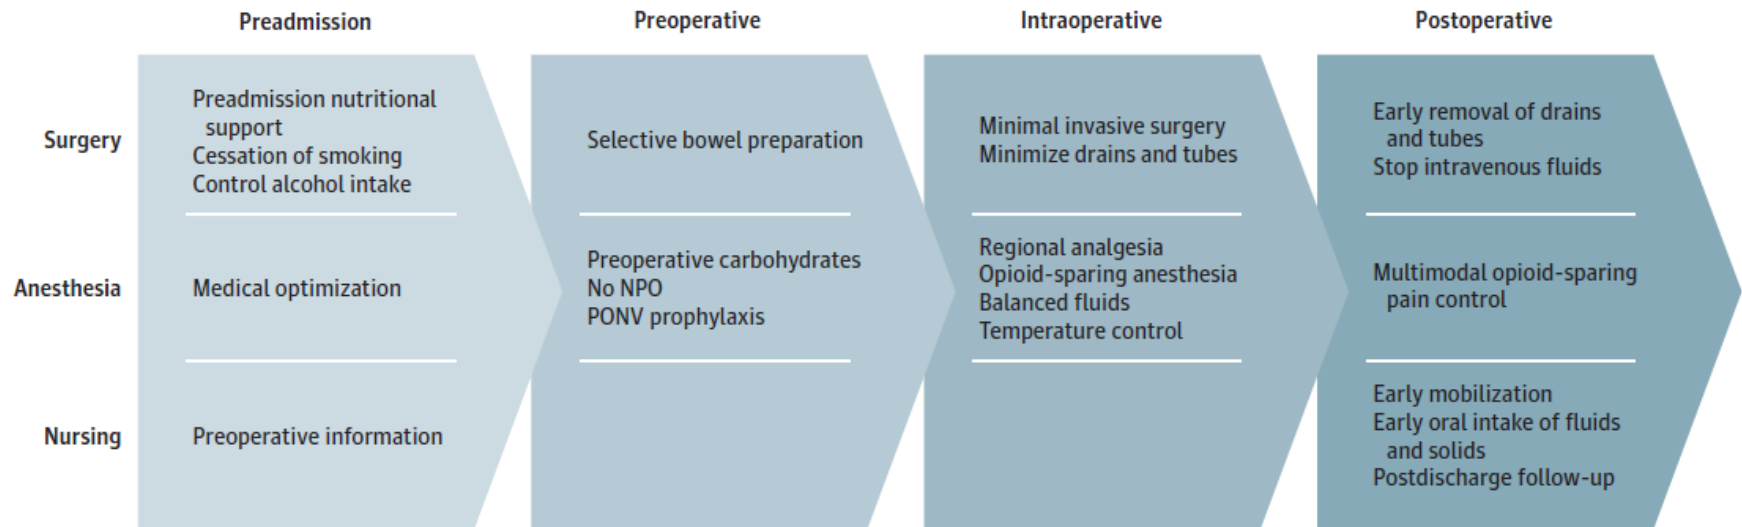 Preadmission
Preoperative
Intraoperative
Postoperative
Surgery
Preadmission nutritional
support
Cessation of smoking
Control alcohol intake
Selective bowel preparation
Minimal invasive surgery
Minimize drains and tubes
Early removal of drains
and tubes
Stop intravenous fluids
Anesthesia
Medical optimization
Preoperative carbohydrates
No NPO
PONV prophylaxis
Regional analgesia
Opioid-sparing anesthesia
Balanced fluids
Temperature control
Multimodal opioid-sparing
pain control
Nursing
Preoperative information
Early mobilization
Early oral intake of fluids
and solids
Postdischarge follow-up